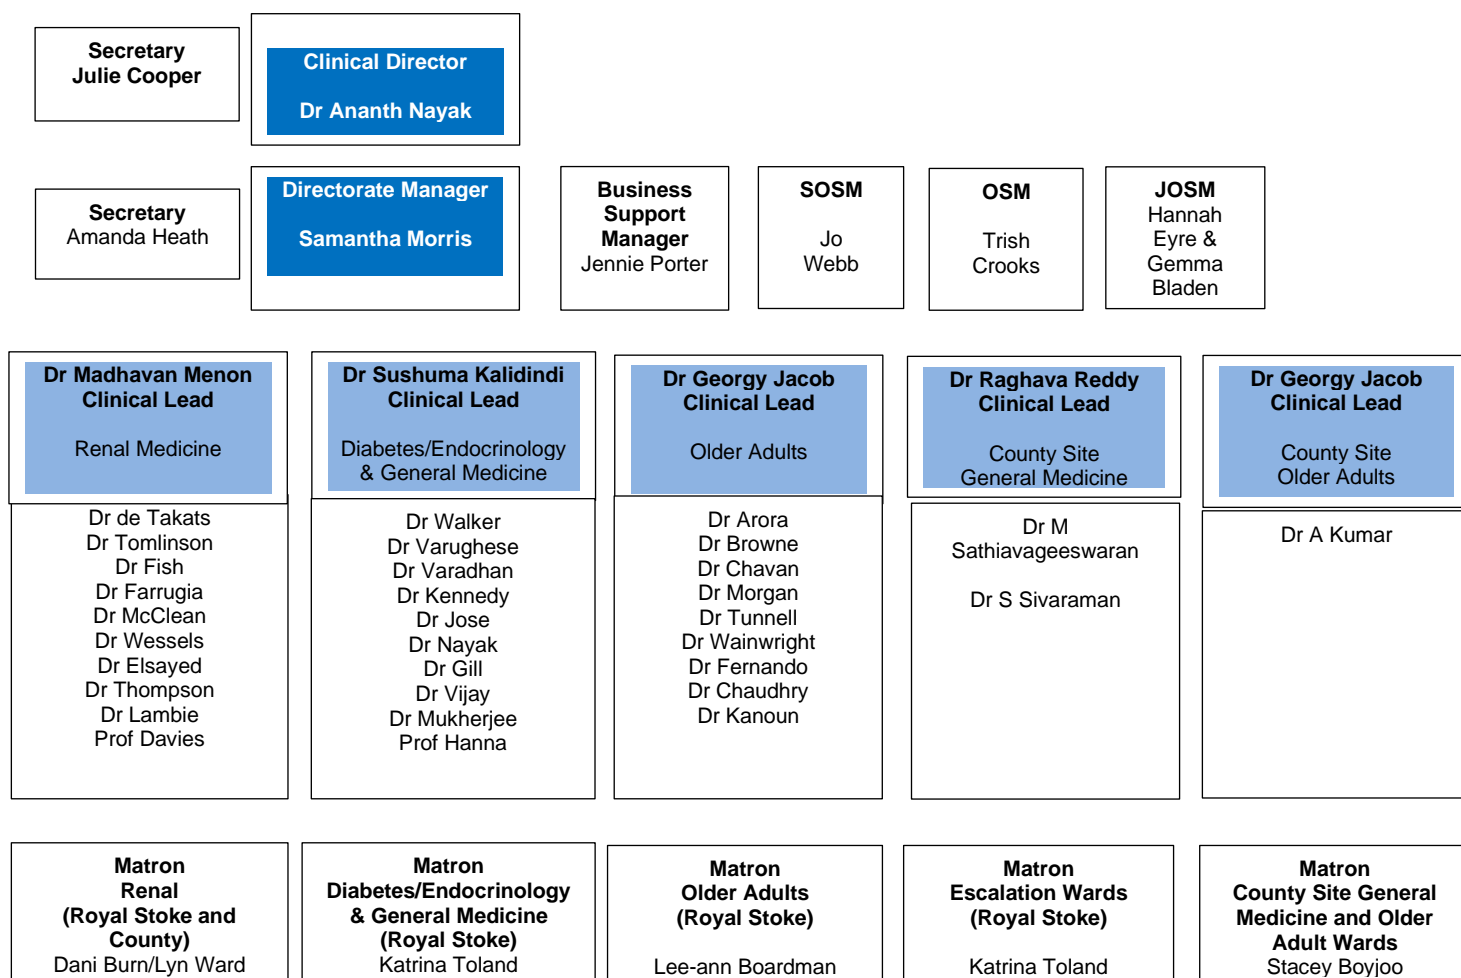 Secretary
Julie Cooper
Clinical Director
Dr Ananth Nayak
Secretary
Amanda Heath
Directorate Manager
Samantha Morris
Business
Support
Manager
Jennie Porter
SOSM
Jo
Webb
OSM
Trish
Crooks
JOSM
Hannah
Eyre &
Gemma
Bladen
Dr Madhavan Menon
Clinical Lead
Renal Medicine
Dr Sushuma Kalidindi
Clinical Lead
Diabetes/Endocrinology
& General Medicine
Dr Georgy Jacob
Clinical Lead
Older Adults
Dr Raghava Reddy
Clinical Lead
County Site
General Medicine
Dr Georgy Jacob
Clinical Lead
County Site
Older Adults
Dr de Takats
Dr Tomlinson
Dr Fish
Dr Farrugia
Dr McClean
Dr Wessels
Dr Elsayed
Dr Thompson
Dr Lambie
Prof Davies
Dr Walker
Dr Varughese
Dr Varadhan
Dr Kennedy
Dr Jose
Dr Nayak
Dr Gill
Dr Vijay
Dr Mukherjee
Prof Hanna
Dr Arora
Dr Browne
Dr Chavan
Dr Morgan
Dr Tunnell
Dr Wainwright
Dr Fernando
Dr Chaudhry
Dr Kanoun
Dr M
Sathiavageeswaran
Dr S Sivaraman
Dr A Kumar
Matron
Renal
(Royal Stoke and
County)
Dani Burn/Lyn Ward
Matron
Diabetes/Endocrinology
& General Medicine
(Royal Stoke)
Katrina Toland
Matron
Older Adults
(Royal Stoke)
Lee-ann Boardman
Matron
Escalation Wards
(Royal Stoke)
Katrina Toland
Matron
County Site General
Medicine and Older
Adult Wards
Stacey Boyjoo